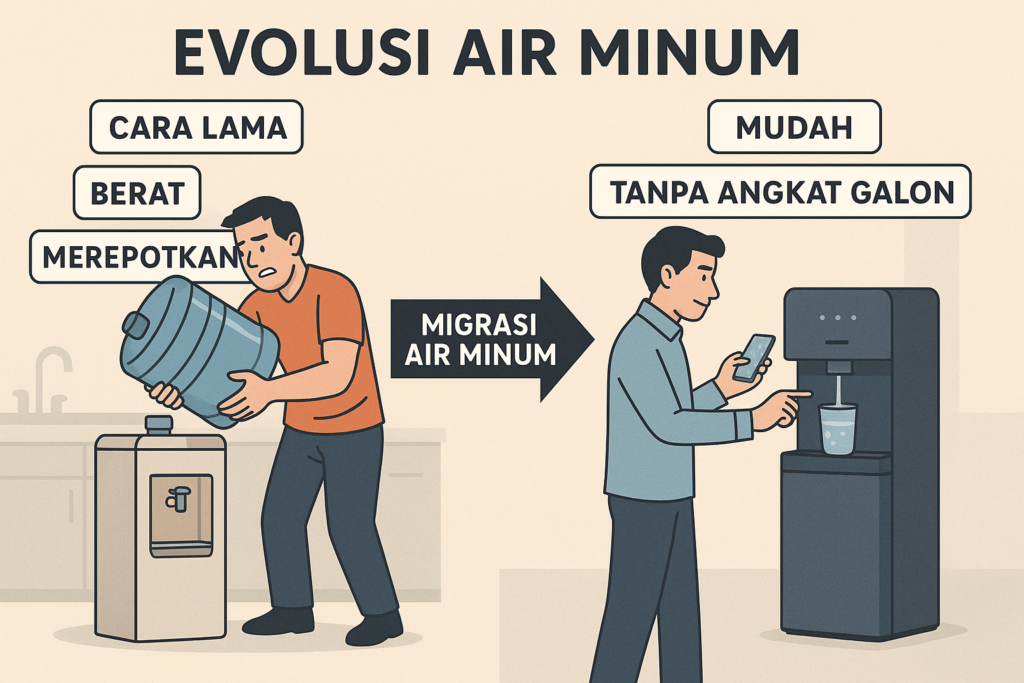 EVOLUSI AIR MINUM
CARA LAMA
BERAT
MEREPOTKAN
MIGRASI
AIR MINUM
MUDAH
TANPA ANGKAT GALON